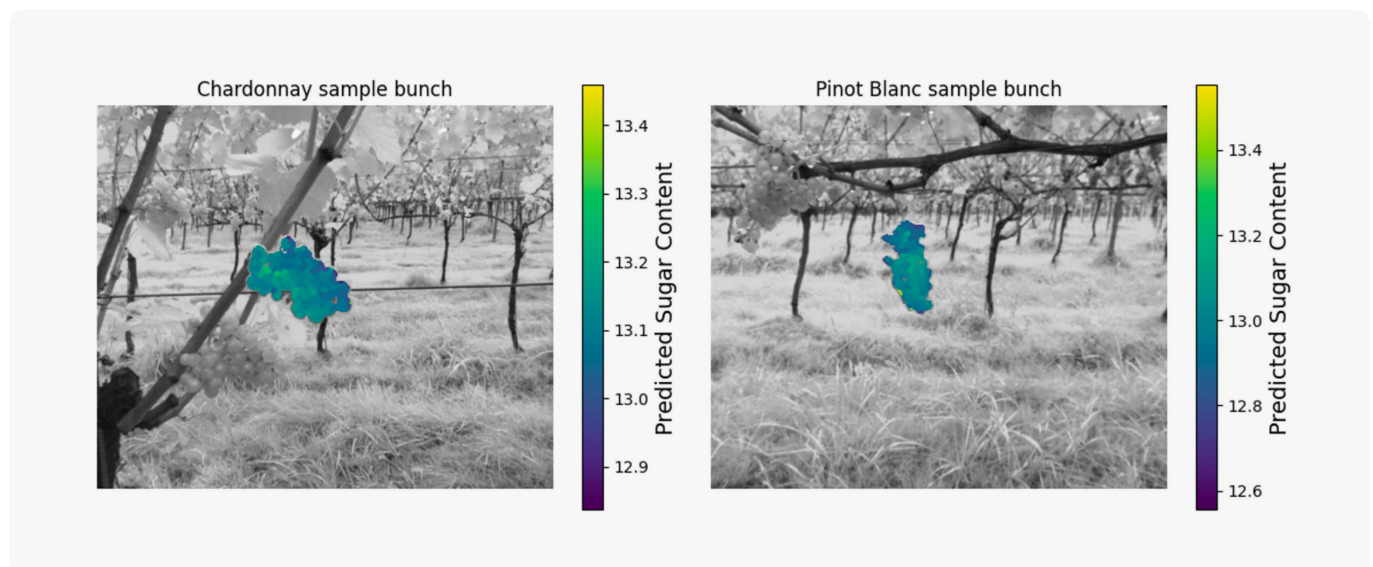 Chardonnay sample bunch
13.4
13.3
13.2
13.1
13.0
12.9
Predicted Sugar Content
Pinot Blanc sample bunch
13.4
13.2
13.0
12.8
12.6
Predicted Sugar Content